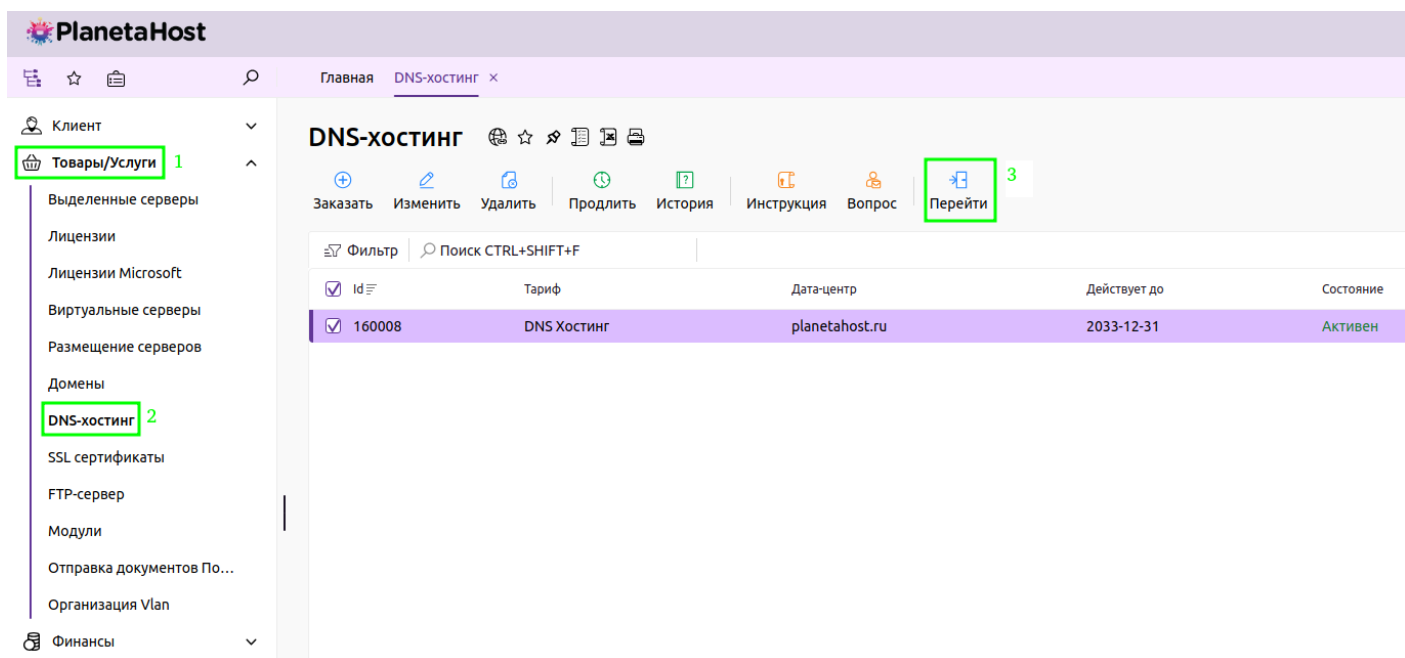 PlanetaHost
Главная DNS-хостинг ×
Клиент
Товары/Услуги 1
Выделенные серверы
Лицензии
Лицензии Microsoft
Виртуальные серверы
Размещение серверов
Домены
DNS-хостинг 2
SSL сертификаты
FTP-сервер
Модули
Отправка документов По...
Организация Vlan
Финансы
DNS-хостинг
3
Заказать Изменить Удалить Продлить История Инструкция Вопрос Перейти
Фильтр Поиск CTRL+SHIFT+F
Id Тариф Дата-центр Действует до Состояние
160008 DNS Хостинг planetahost.ru 2033-12-31 Активен